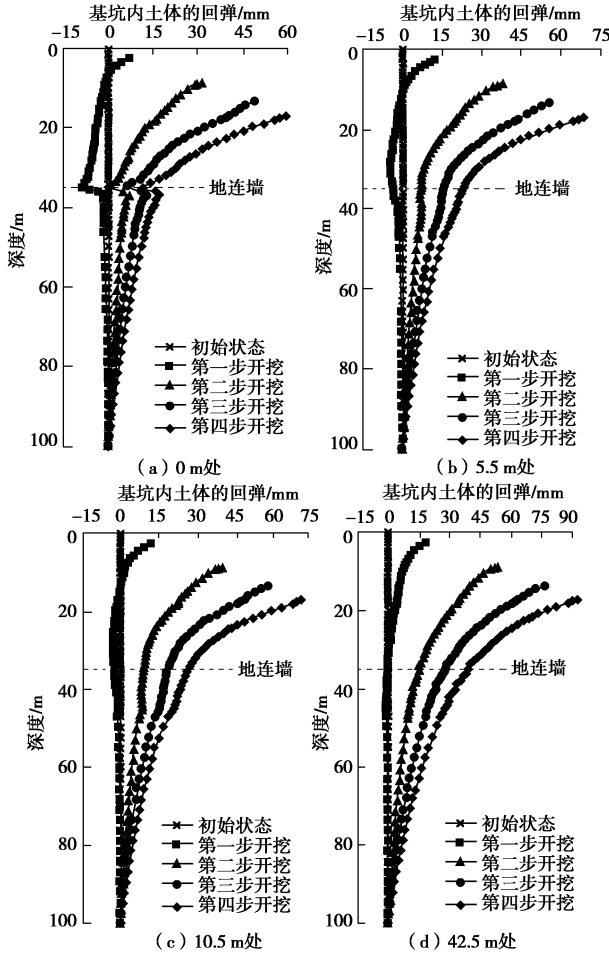 基坑内土体的回弹/mm
-15 0 15 30 45 60
0
20
40
60
80
100
深度/m
地连墙
初始状态
第一步开挖
第二步开挖
第三步开挖
第四步开挖
(a) 0 m处
基坑内土体的回弹/mm
-15 0 15 30 45 60 75
0
20
40
60
80
100
深度/m
地连墙
初始状态
第一步开挖
第二步开挖
第三步开挖
第四步开挖
(b) 5.5 m处
基坑内土体的回弹/mm
-15 0 15 30 45 60 75
0
20
40
60
80
100
深度/m
地连墙
初始状态
第一步开挖
第二步开挖
第三步开挖
第四步开挖
(c) 10.5 m处
基坑内土体的回弹/mm
-15 0 15 30 45 60 75 90
0
20
40
60
80
100
深度/m
地连墙
初始状态
第一步开挖
第二步开挖
第三步开挖
第四步开挖
(d) 42.5 m处